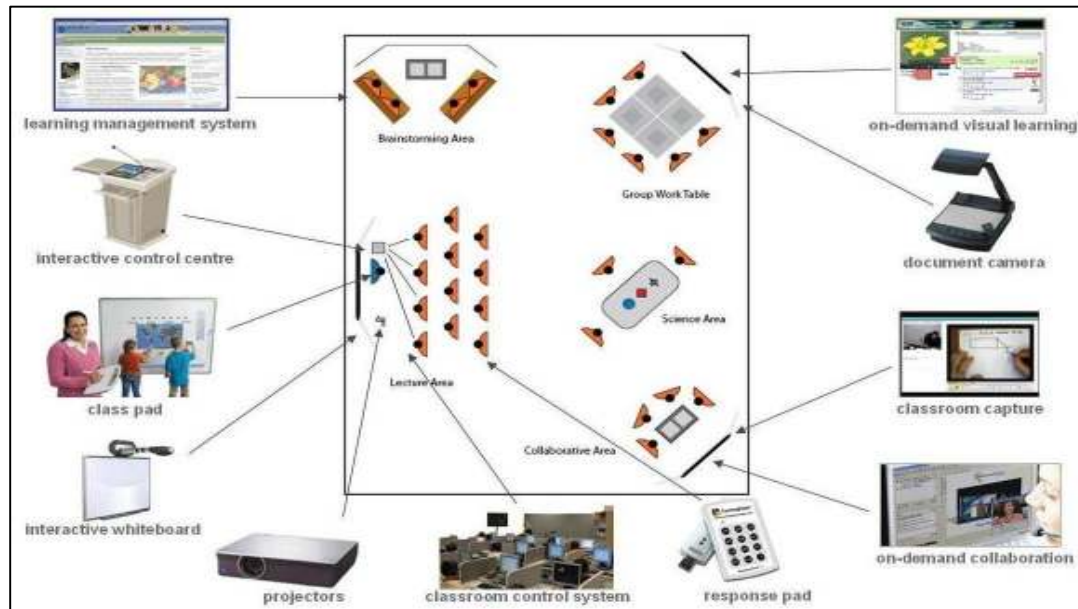 learning management system
on-demand visual learning
Brainstorming Area
Group Work Table
interactive control centre
document camera
Science Area
class pad
Lecture Area
classroom capture
Collaborative Area
interactive whiteboard
on-demand collaboration
projectors
classroom control system
response pad